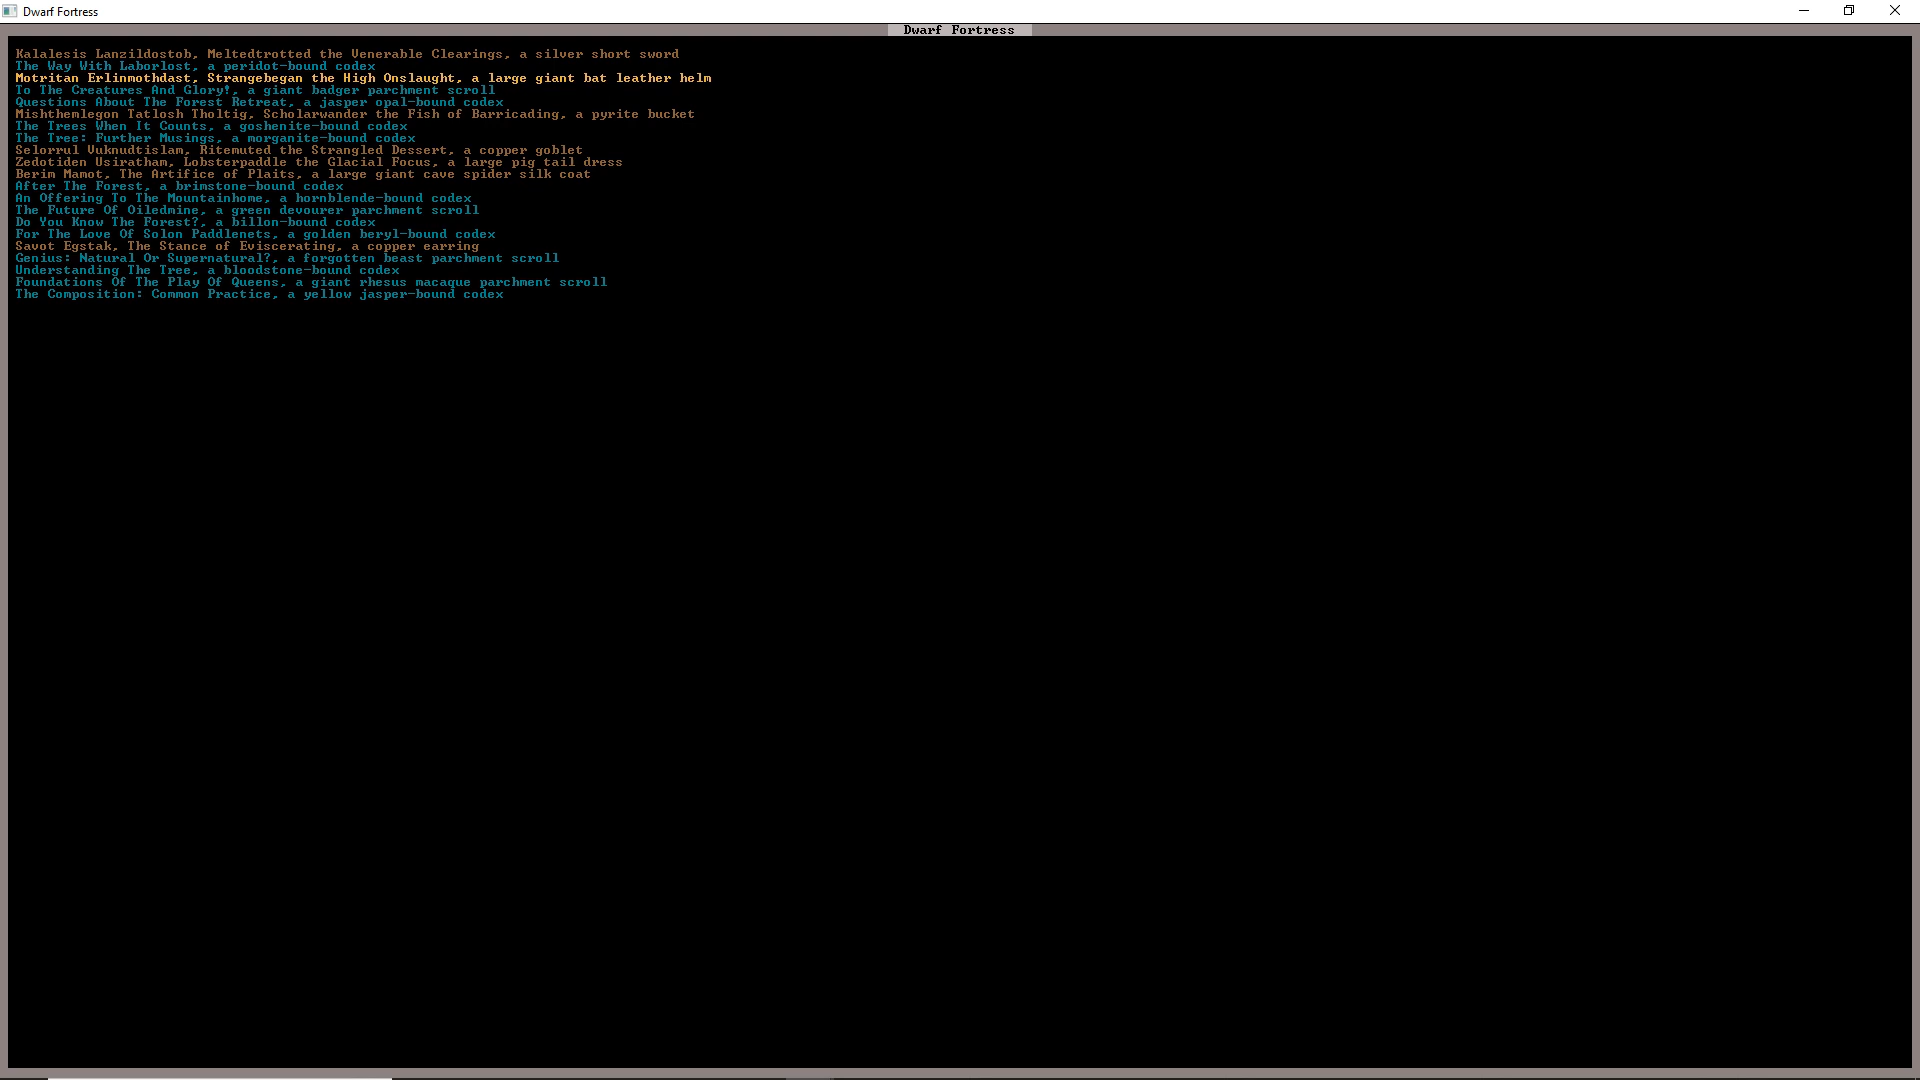 Dwarf Fortress
Dwarf Fortress
Kalalesis Lanzildostob, Meltedtrotted the Venerable Clearings, a silver short sword
The Way With Laborlost, a peridot-bound codex
Motritan Erlinmothdast, Strangebegan the High Onslaught, a large giant bat leather helm
To The Creatures And Glory!, a giant badger parchment scroll
Questions About The Forest Retreat, a jasper opal-bound codex
Mishthemlegon Tatlosh Tholtig, Scholarwander the Fish of Barricading, a pyrite bucket
The Trees When It Counts, a goshenite-bound codex
The Tree: Further Musings, a morganite-bound codex
Selorrul Vuknudtislam, Ritemuted the Strangled Dessert, a copper goblet
Zedotiden Usiratham, Lobsterpaddle the Glacial Focus, a large pig tail dress
Berim Mamot, The Artifice of Plaits, a large giant cave spider silk coat
After The Forest, a brimstone-bound codex
An Offering To The Mountainhome, a hornblende-bound codex
The Future Of Oiledmine, a green devourer parchment scroll
Do You Know The Forest?, a billon-bound codex
For The Love Of Solon Paddlenets, a golden beryl-bound codex
Savot Egstak, The Stance of Eviscerating, a copper earring
Genius: Natural Or Supernatural?, a forgotten beast parchment scroll
Understanding The Tree, a bloodstone-bound codex
Foundations Of The Play Of Queens, a giant rhesus macaque parchment scroll
The Composition: Common Practice, a yellow jasper-bound codex